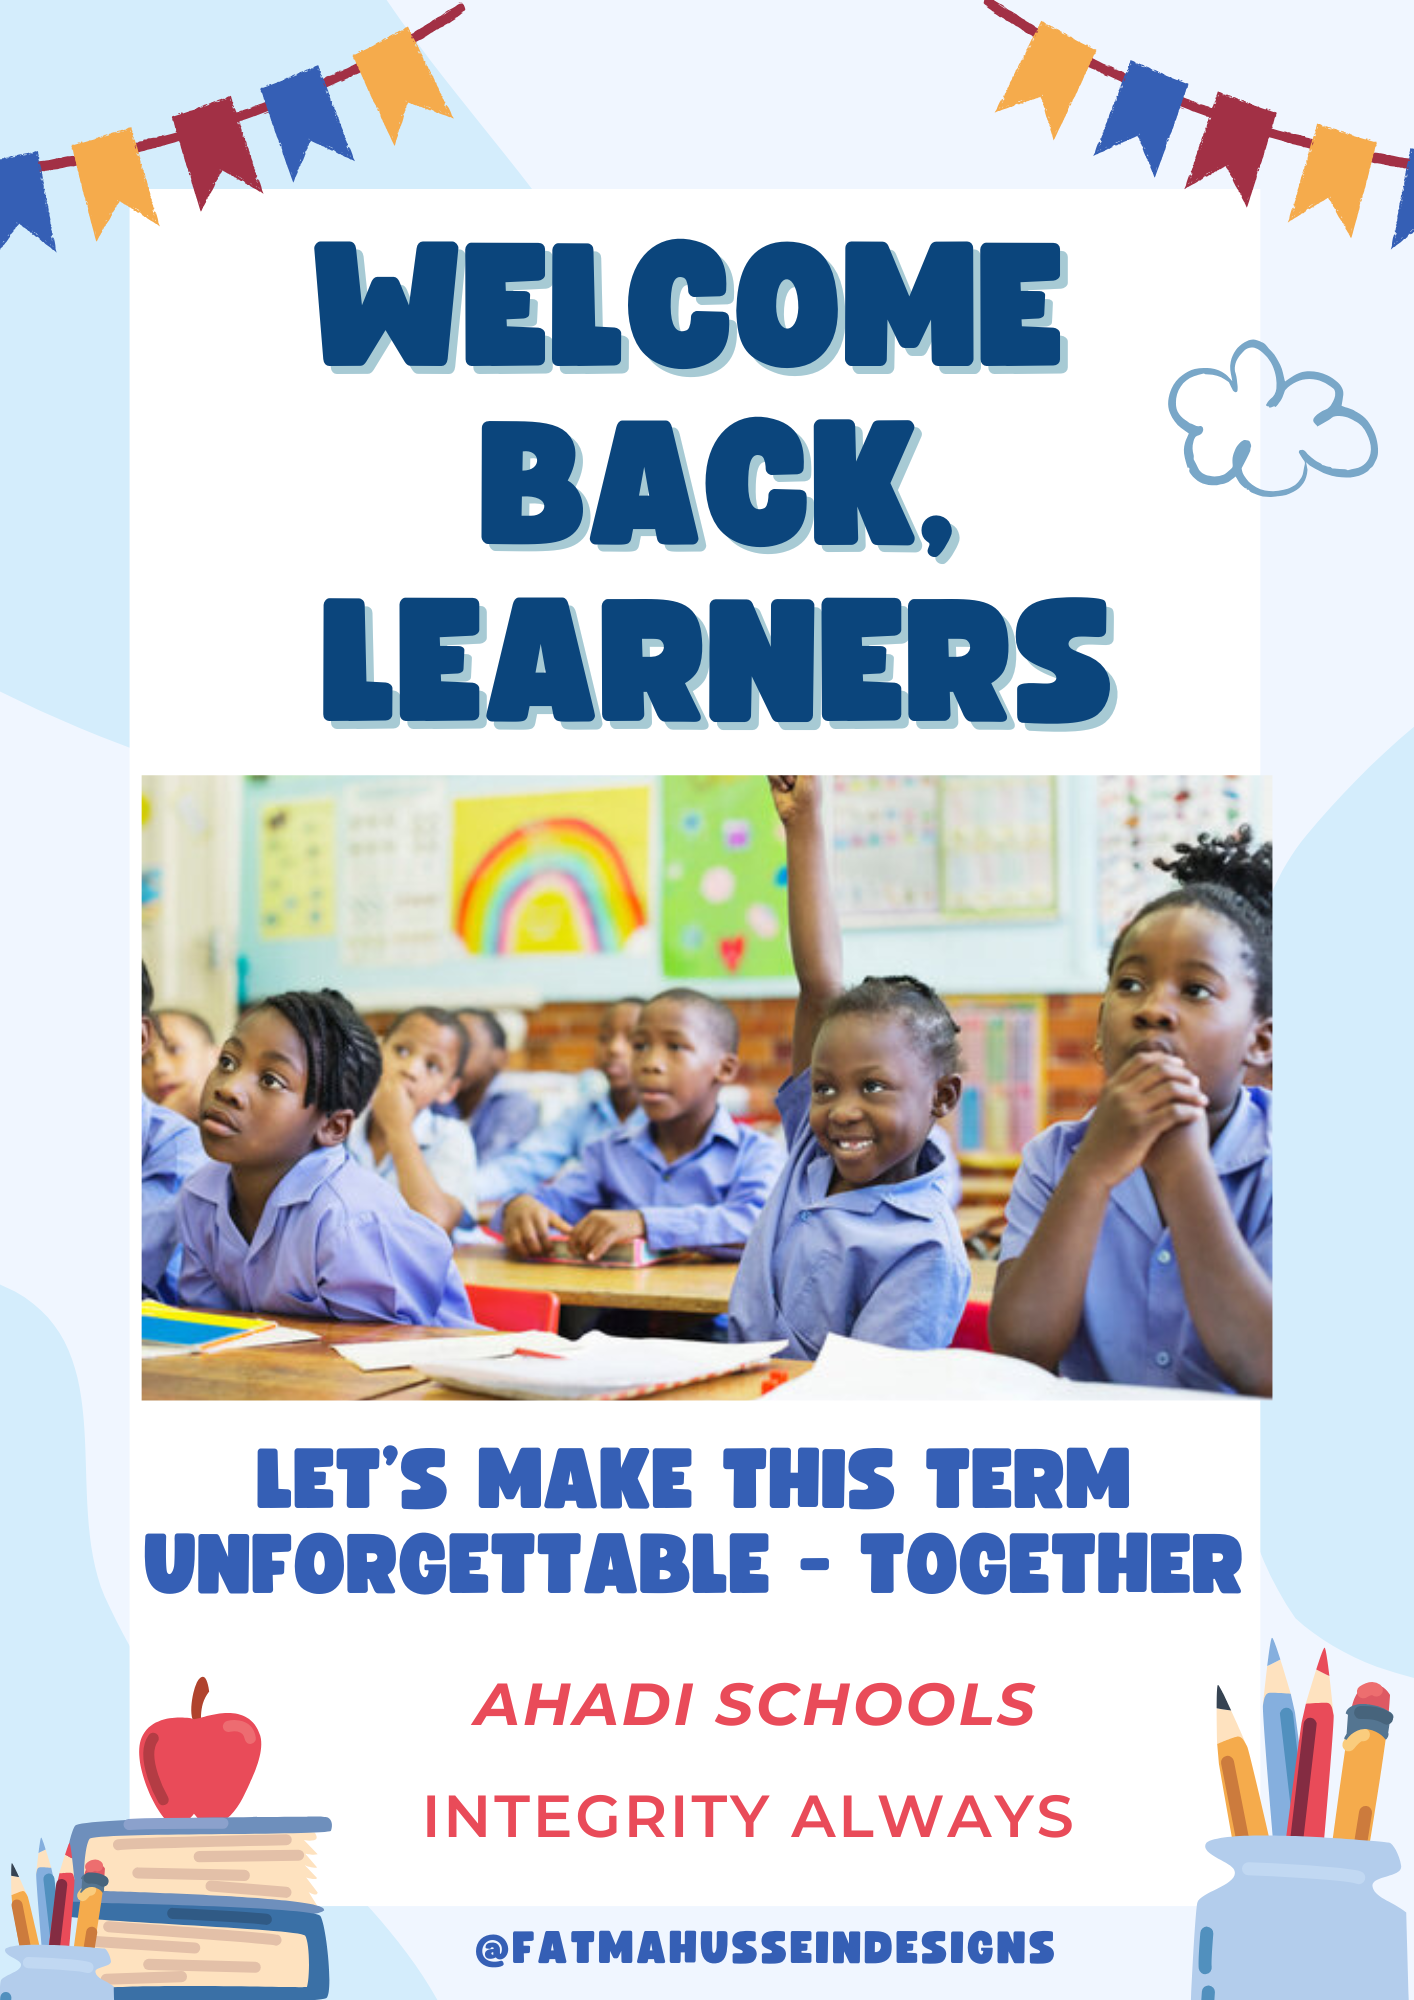 WELCOME
BACK,
LEARNERS
LET'S MAKE THIS TERM
UNFORGETTABLE - TOGETHER
AHADI SCHOOLS
INTEGRITY ALWAYS
@FATMAHUSSEINDESIGNS